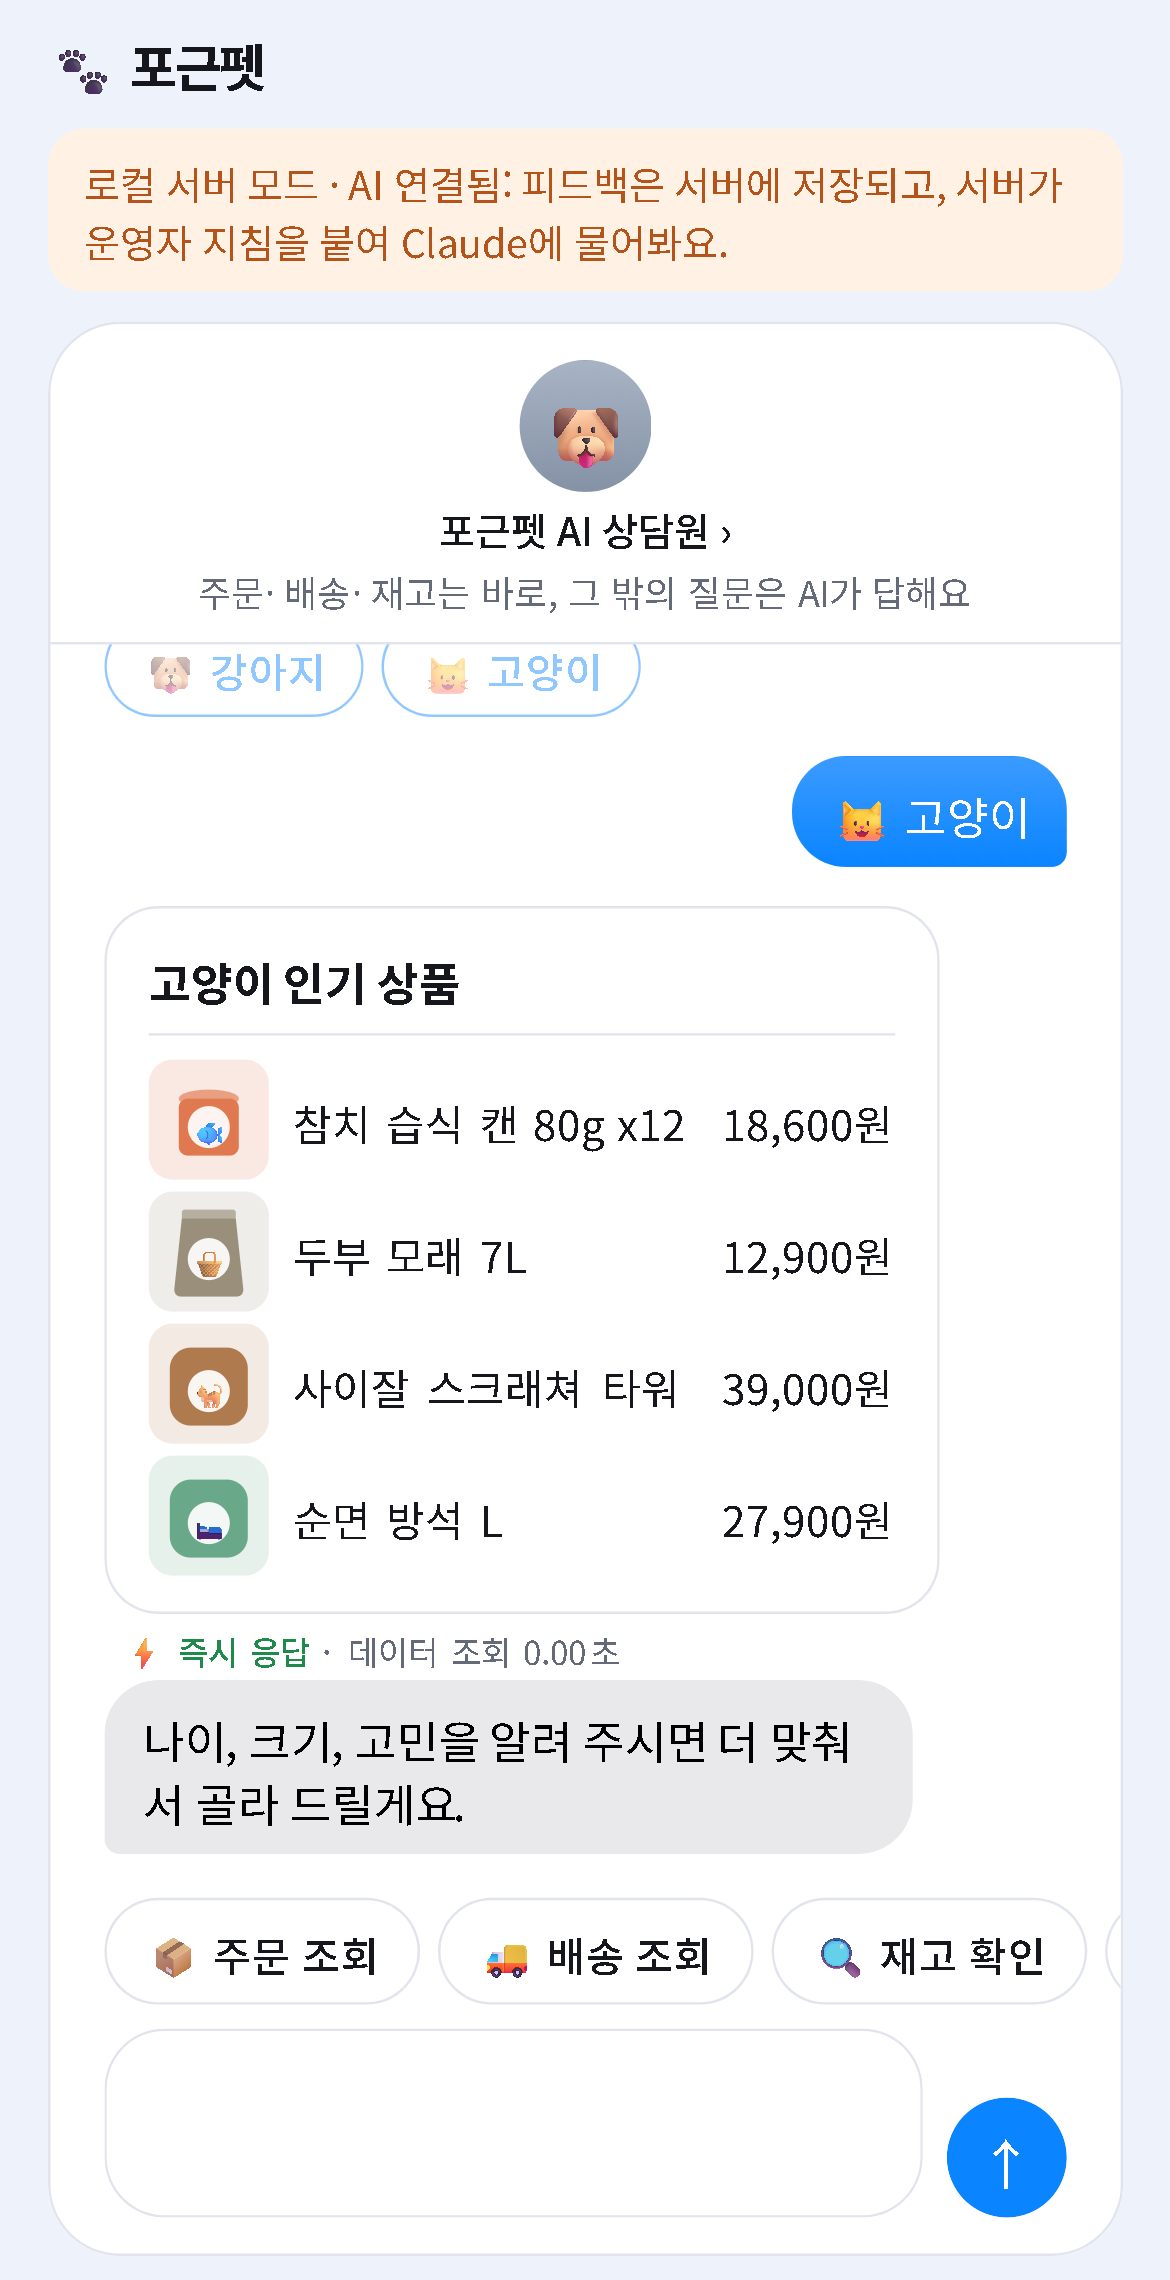 포근펫
로컬 서버 모드 · AI 연결됨: 피드백은 서버에 저장되고, 서버가
운영자 지침을 붙여 Claude에 물어봐요.
포근펫 AI 상담원 ›
주문· 배송· 재고는 바로, 그 밖의 질문은 AI가 답해요
강아지 고양이
고양이
고양이 인기 상품
참치 습식 캔 80g x12 18,600원
두부 모래 7L 12,900원
사이잘 스크래쳐 타워 39,000원
순면 방석 L 27,900원
즉시 응답 · 데이터 조회 0.00초
나이, 크기, 고민을 알려 주시면 더 맞춰
서 골라 드릴게요.
주문 조회 배송 조회 재고 확인